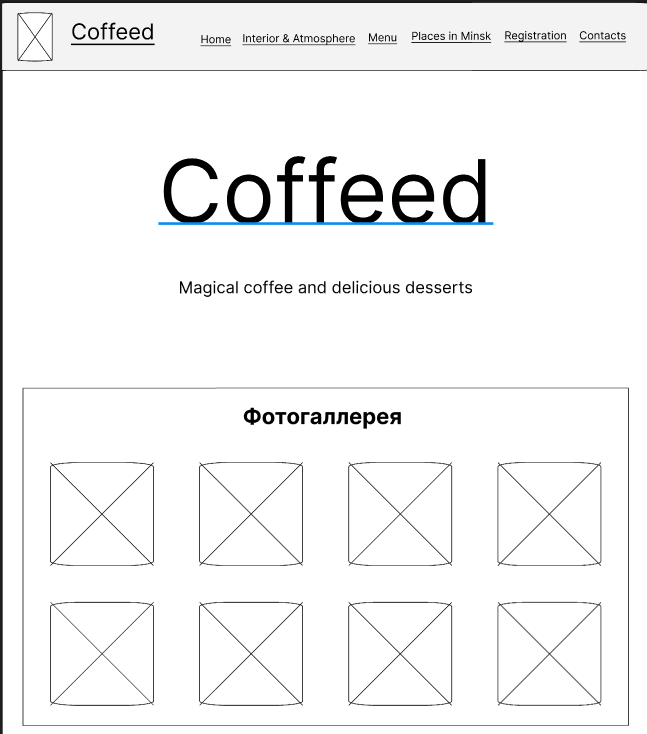 Coffeed Home Interior & Atmosphere Menu Places in Minsk Registration Contacts
Coffeed
Magical coffee and delicious desserts
Фотогаллерея